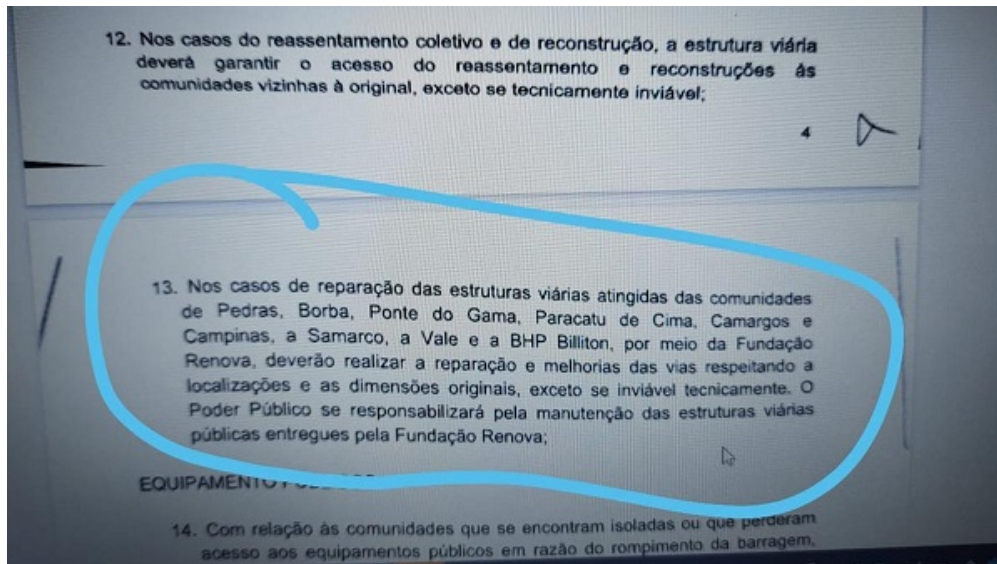 12. Nos casos do reassentamento coletivo e de reconstrução, a estrutura viária
deverá garantir o acesso do reassentamento e reconstruções às
comunidades vizinhas à original, exceto se tecnicamente inviável;
4
13. Nos casos de reparação das estruturas viárias atingidas das comunidades
de Pedras, Borba, Ponte do Gama, Paracatu de Cima, Camargos e
Campinas, a Samarco, a Vale e a BHP Billiton, por meio da Fundação
Renova, deverão realizar a reparação e melhorias das vias respeitando a
localizações e as dimensões originais, exceto se inviável tecnicamente. O
Poder Público se responsabilizará pela manutenção das estruturas viárias
públicas entregues pela Fundação Renova;
EQUIPAMENTO
14. Com relação às comunidades que se encontram isoladas ou que perderam
acesso aos equipamentos públicos em razão do rompimento da barragem,